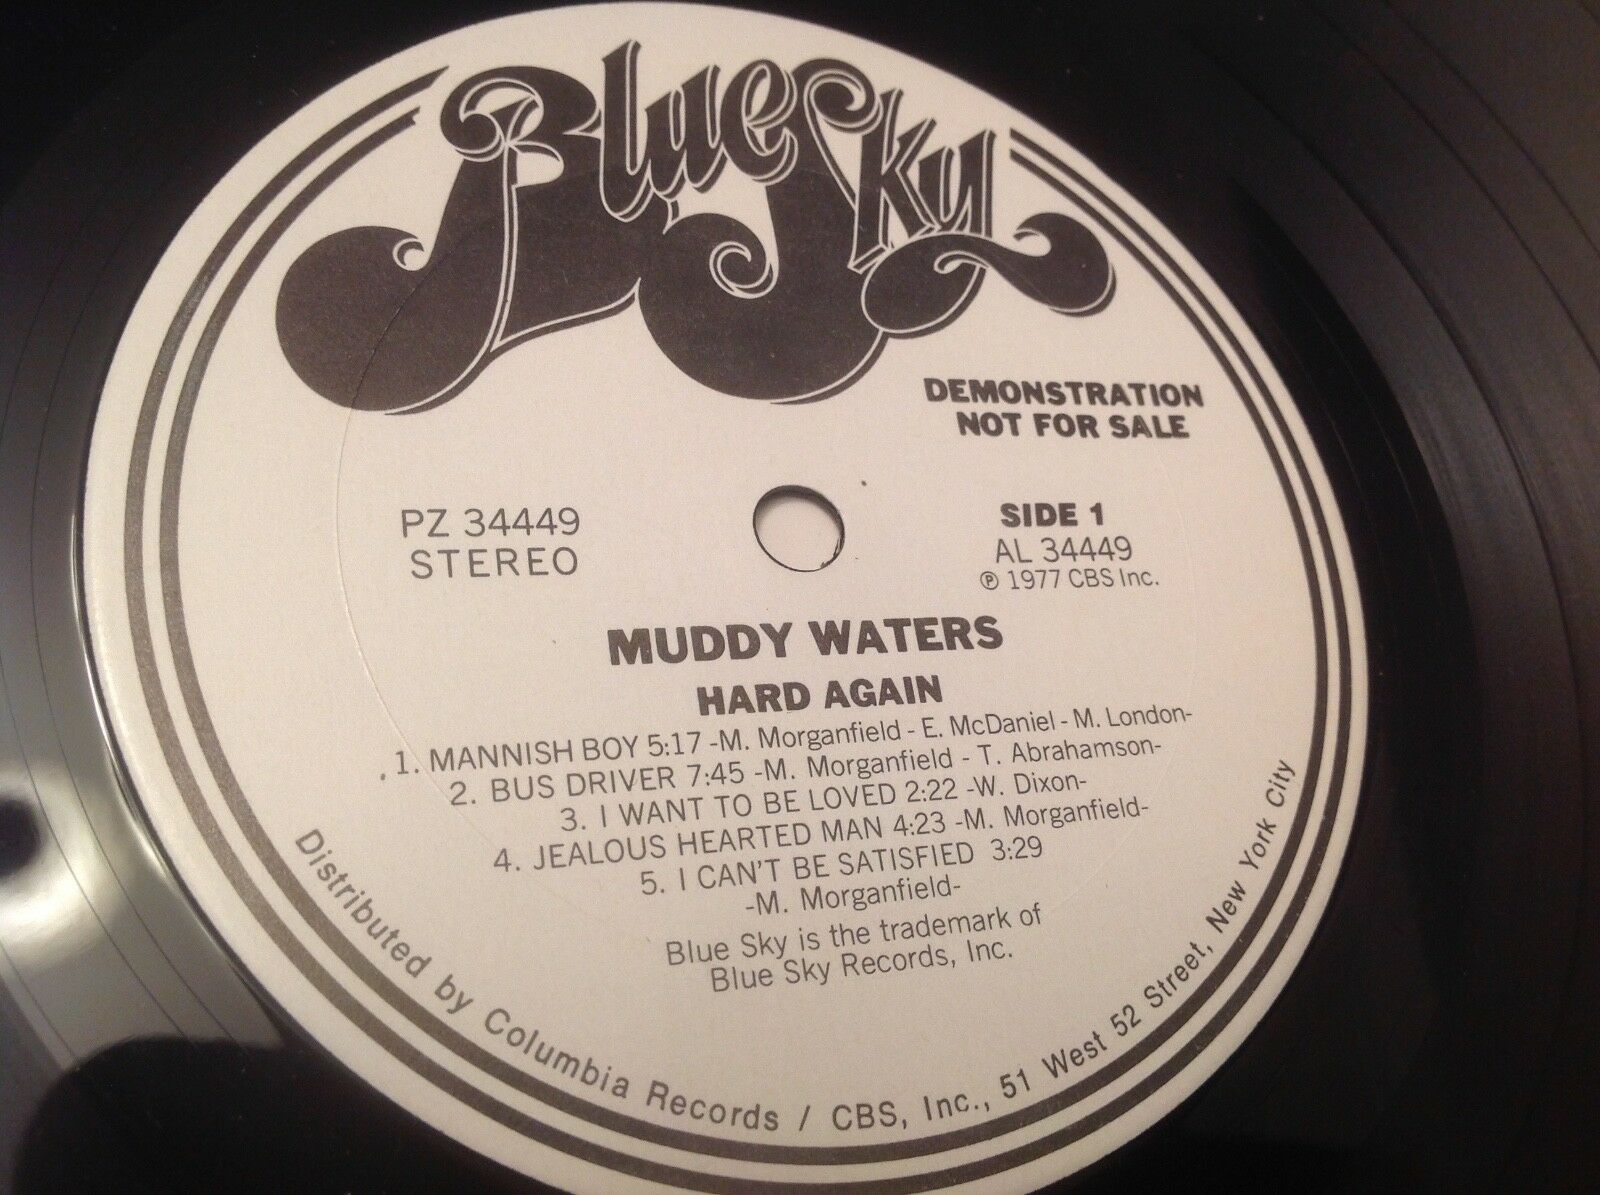 Blue Sky
DEMONSTRATION
NOT FOR SALE
PZ 34449
STEREO
SIDE 1
AL 34449
℗ 1977 CBS Inc.
MUDDY WATERS
HARD AGAIN
1. MANNISH BOY 5:17 -M. Morganfield - E. McDaniel - M. London-
2. BUS DRIVER 7:45 -M. Morganfield - T. Abrahamson-
3. I WANT TO BE LOVED 2:22 -W. Dixon-
4. JEALOUS HEARTED MAN 4:23 -M. Morganfield-
5. I CAN'T BE SATISFIED 3:29
-M. Morganfield-
Blue Sky is the trademark of
Blue Sky Records, Inc.
Distributed by Columbia Records / CBS, Inc., 51 West 52 Street, New York City